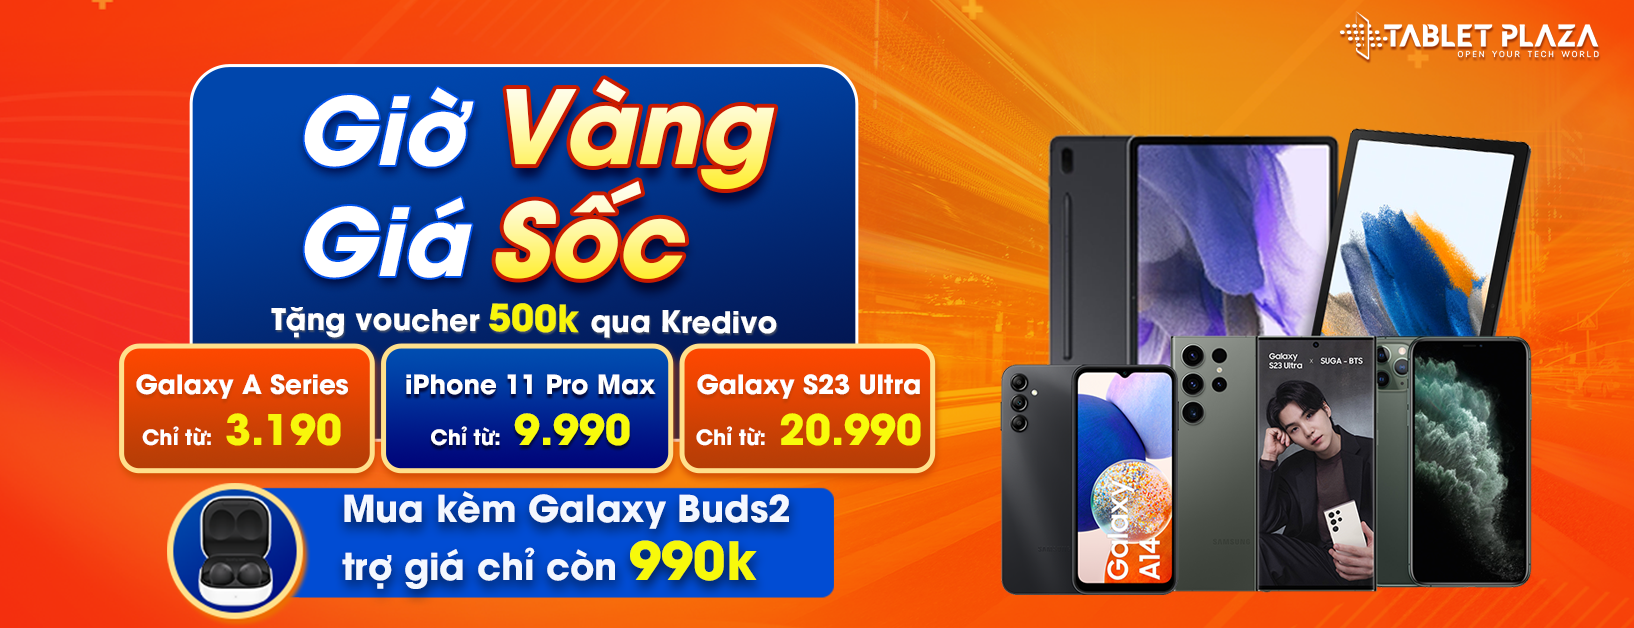 TABLET PLAZA
OPEN YOUR TECH WORLD
Giờ Vàng
Giá Sốc
Tặng voucher 500k qua Kredivo
Galaxy A Series
Chỉ từ: 3.190
iPhone 11 Pro Max
Chỉ từ: 9.990
Galaxy S23 Ultra
Chỉ từ: 20.990
Mua kèm Galaxy Buds2
trợ giá chỉ còn 990k
Galaxy
A14
Galaxy
S23 Ultra
x SUGA - BTS
SAMSUNG
SAMSUNG